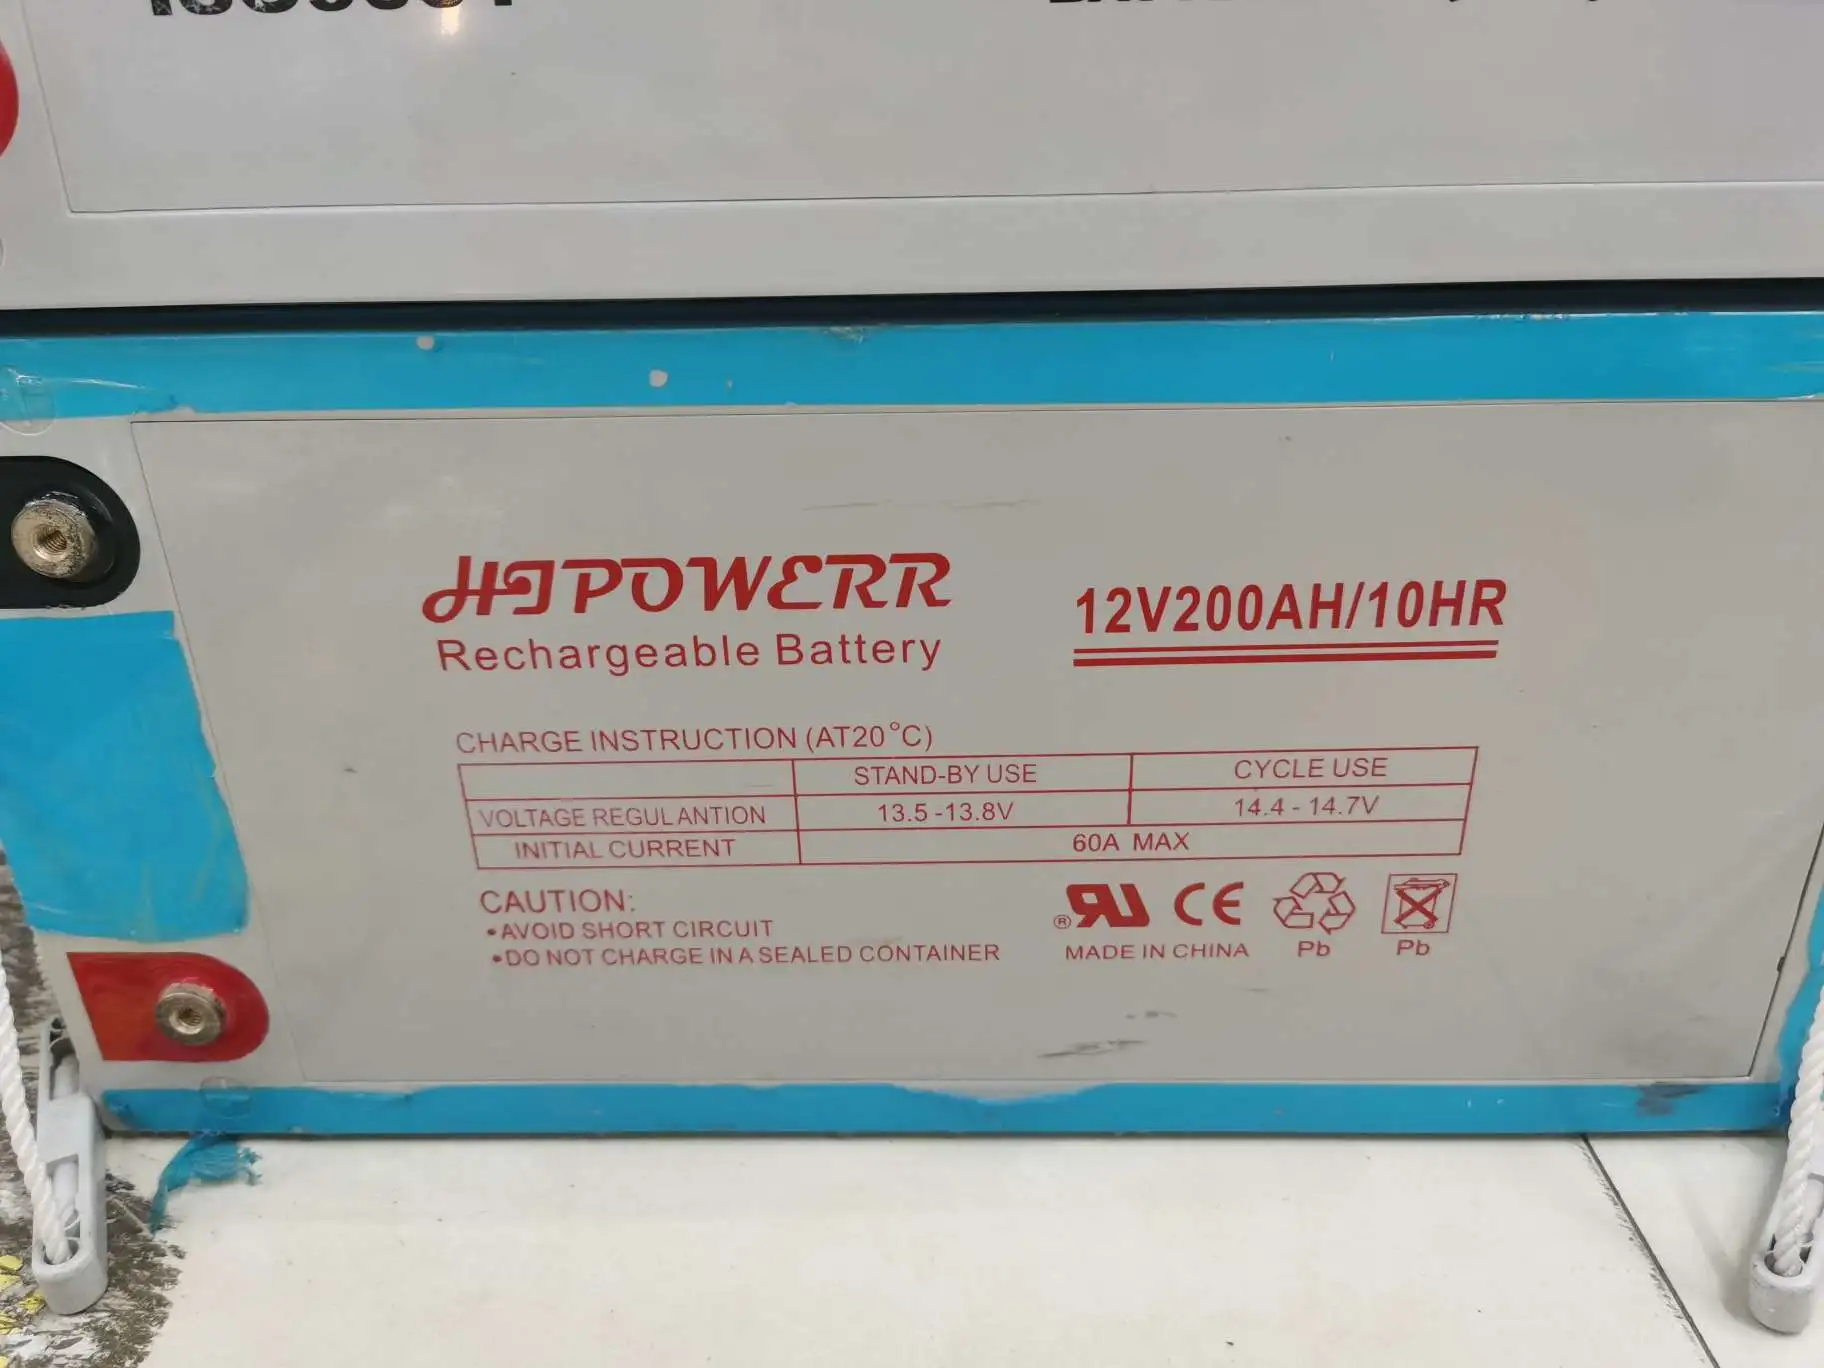 HIPOWERR
Rechargeable Battery
12V200AH/10HR
CHARGE INSTRUCTION (AT20°C)
STAND-BY USE CYCLE USE
VOLTAGE REGULANTION 13.5-13.8V 14.4-14.7V
INITIAL CURRENT 60A MAX
CAUTION:
•AVOID SHORT CIRCUIT
•DO NOT CHARGE IN A SEALED CONTAINER
® CE
MADE IN CHINA Pb Pb